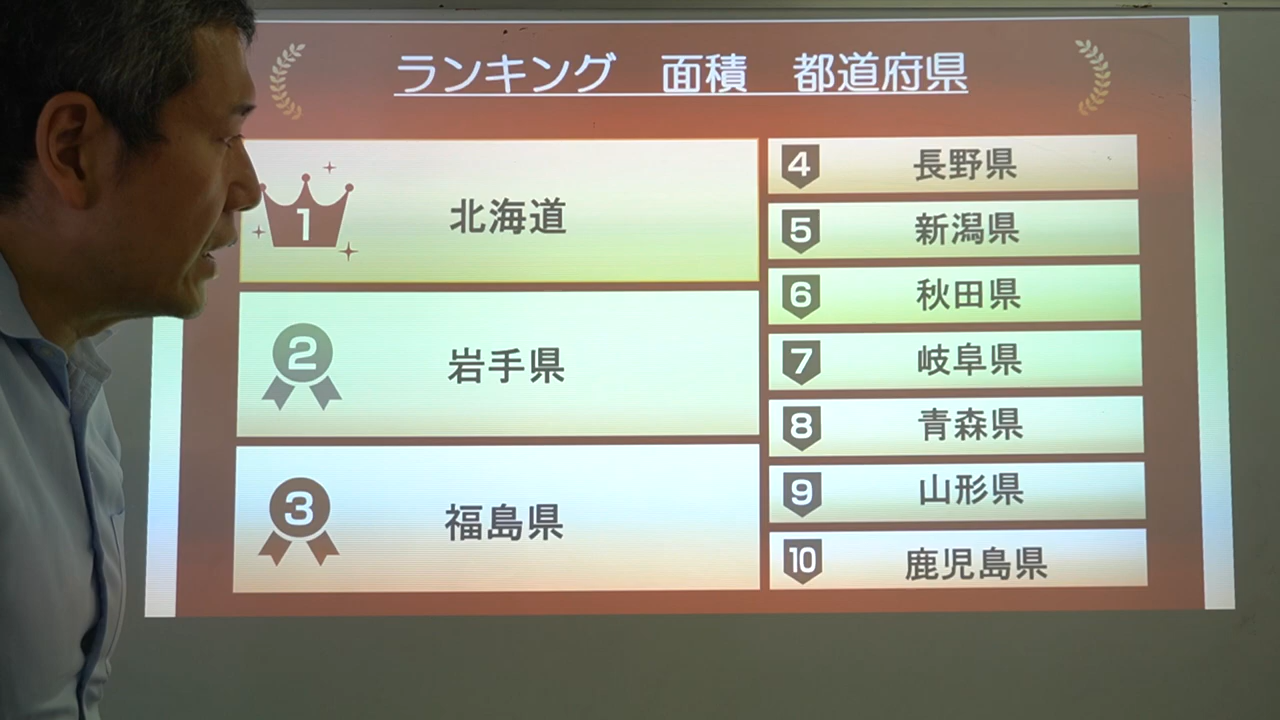 ランキング 面積 都道府県
1 北海道
2 岩手県
3 福島県
4 長野県
5 新潟県
6 秋田県
7 岐阜県
8 青森県
9 山形県
10 鹿児島県